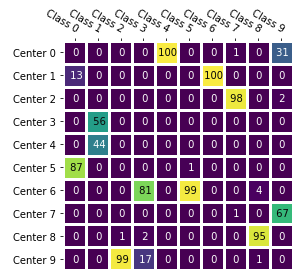 Class 0 Class 1 Class 2 Class 3 Class 4 Class 5 Class 6 Class 7 Class 8 Class 9
Center 0 0 0 0 0 100 0 0 1 0 31
Center 1 13 0 0 0 0 0 100 0 0 0
Center 2 0 0 0 0 0 0 0 98 0 2
Center 3 0 56 0 0 0 0 0 0 0 0
Center 4 0 44 0 0 0 0 0 0 0 0
Center 5 87 0 0 0 0 1 0 0 0 0
Center 6 0 0 0 81 0 99 0 0 4 0
Center 7 0 0 0 0 0 0 0 1 0 67
Center 8 0 0 1 2 0 0 0 0 95 0
Center 9 0 0 99 17 0 0 0 0 1 0